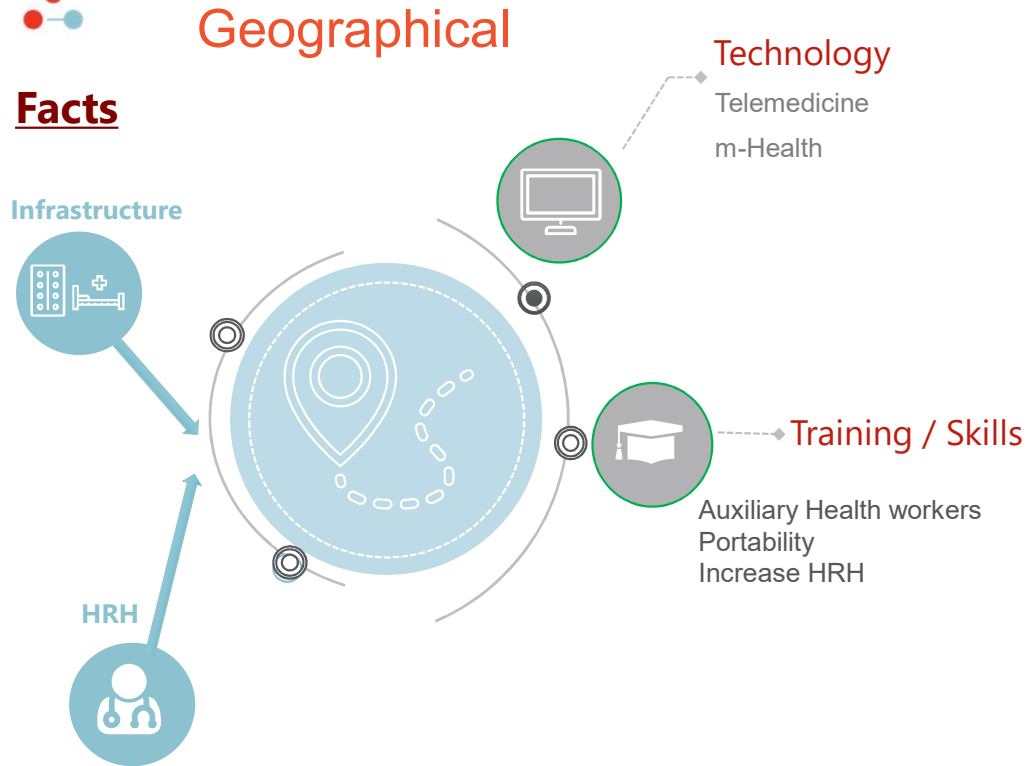 Geographical
Facts
Infrastructure
HRH
Technology
Telemedicine
m-Health
Training / Skills
Auxiliary Health workers
Portability
Increase HRH